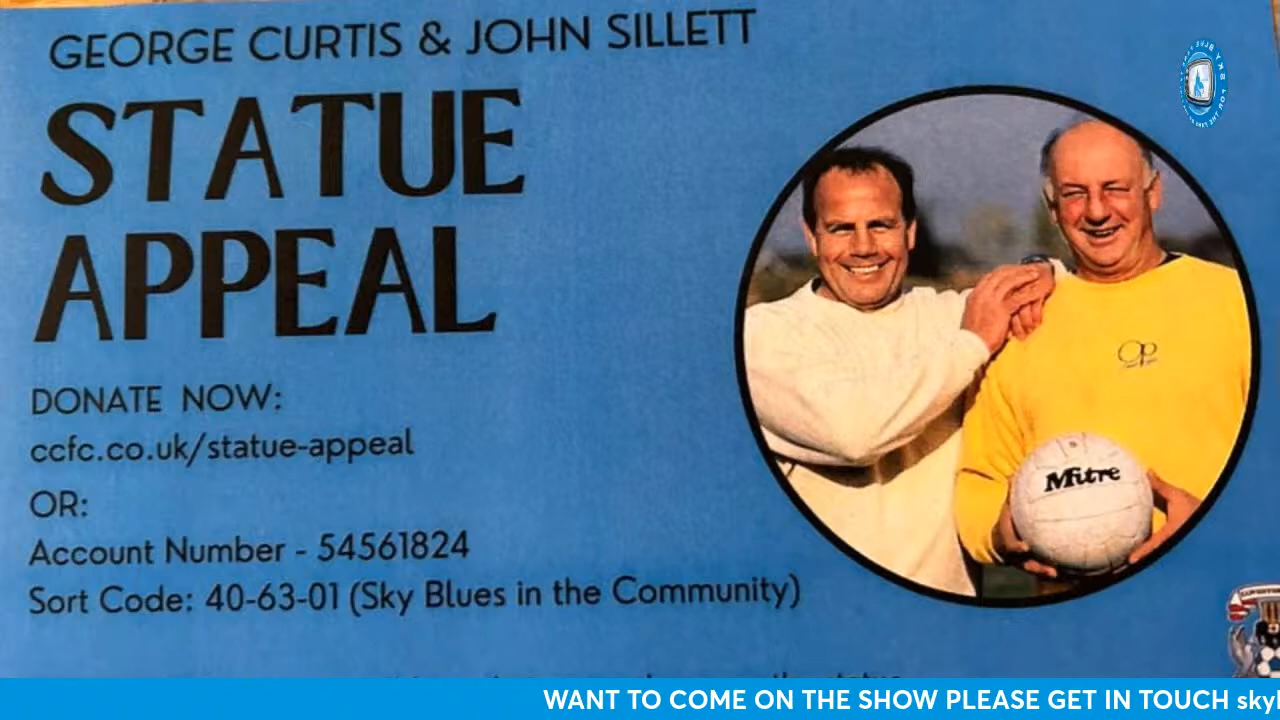 GEORGE CURTIS & JOHN SILLETT
STATUE
APPEAL
DONATE NOW:
ccfc.co.uk/statue-appeal
OR:
Account Number - 54561824
Sort Code: 40-63-01 (Sky Blues in the Community)
Op
Mitre
WANT TO COME ON THE SHOW PLEASE GET IN TOUCH sky